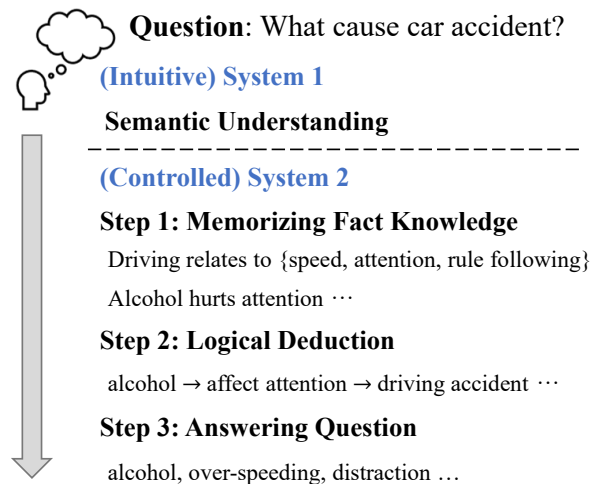 Question: What cause car accident?
(Intuitive) System 1
Semantic Understanding
(Controlled) System 2
Step 1: Memorizing Fact Knowledge
Driving relates to {speed, attention, rule following}
Alcohol hurts attention ⋯
Step 2: Logical Deduction
alcohol → affect attention → driving accident ⋯
Step 3: Answering Question
alcohol, over-speeding, distraction …